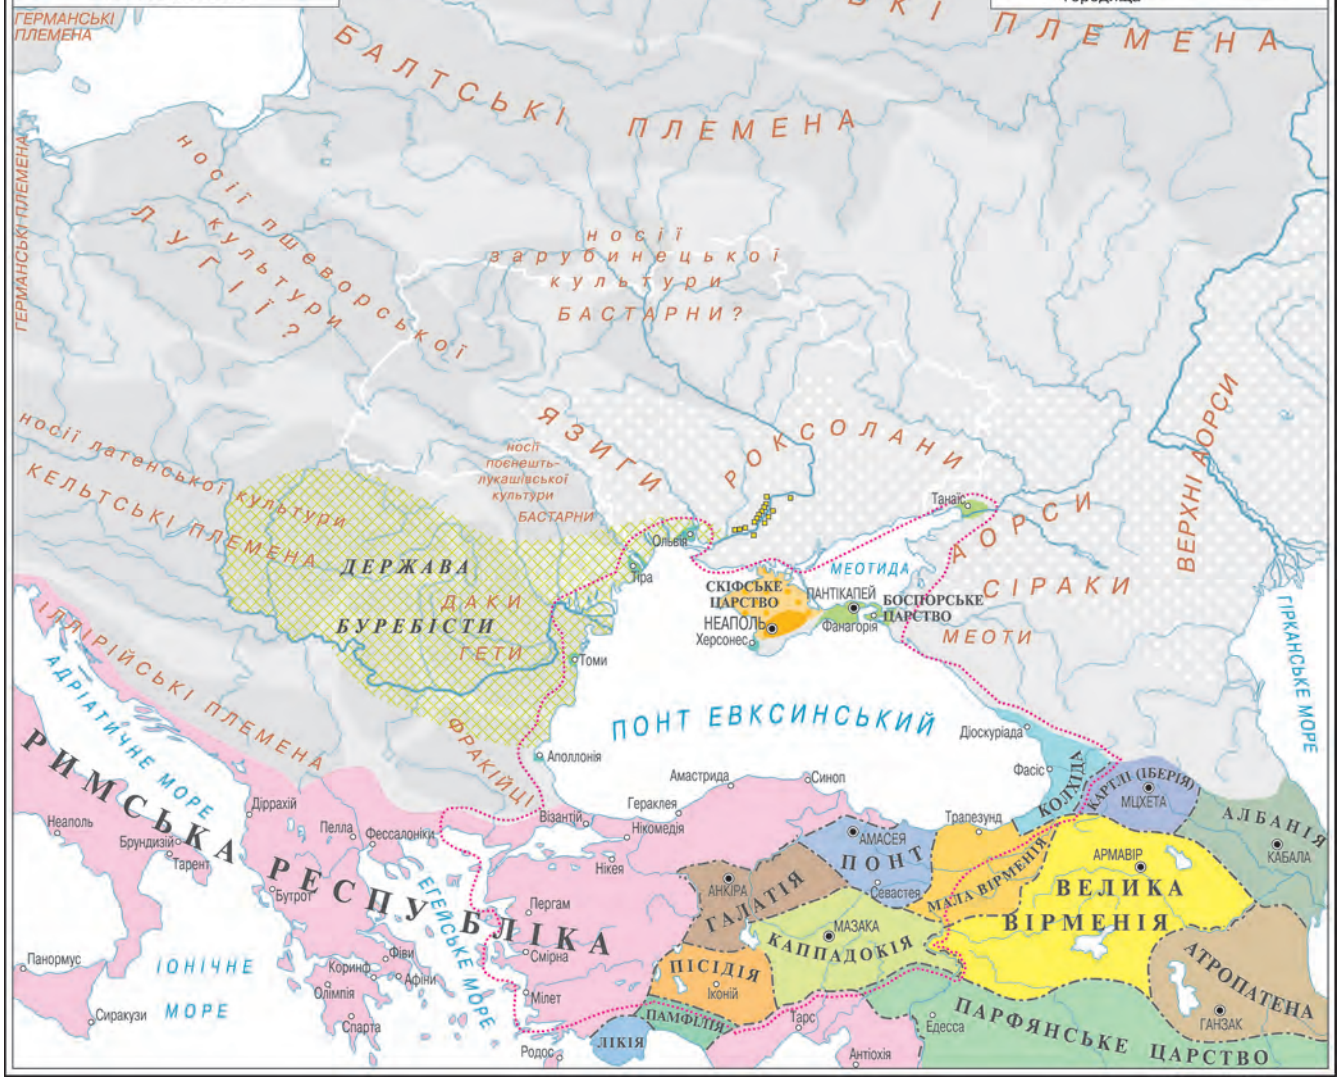 ГЕРМАНСЬКІ
ПЛЕМЕНА
КІ ПЛЕМЕНА
БАЛТСЬКІ ПЛЕМЕНА
ГЕРМАНСЬКІ ПЛЕМЕНА
носії пшеворської
культури
ЛУГІЇ?
носії
зарубинецької
культури
БАСТАРНИ?
носії латенської культури
КЕЛЬТСЬКІ ПЛЕМЕНА
ЯЗИГИ
РОКСОЛАНИ
ВЕРХНІ АОРСИ
носії
поєнешть-
лукашівської
культури
БАСТАРНИ
Танаїс
АОРСИ
СІРАКИ
МЕОТИ
Ольвія
Тіра
ДЕРЖАВА
БУРЕБІСТИ
ДАКИ
ГЕТИ
МЕОТИДА
СКІФСЬКЕ
ЦАРСТВО
НЕАПОЛЬ
Херсонес
ПАНТІКАПЕЙ
Фанагорія
БОСПОРСЬКЕ
ЦАРСТВО
ГІРКАНСЬКЕ МОРЕ
ІЛЛІРІЙСЬКІ ПЛЕМЕНА
АДРІАТИЧНЕ МОРЕ
Томи
ФРАКІЙЦІ
Аполлонія
ПОНТ ЕВКСИНСЬКИЙ
Діоскуріада
Фасіс
КОЛХІДА
КАРТЛІ (ІБЕРІЯ)
МЦХЕТА
АЛБАНІЯ
КАБАЛА
РИМСЬКА РЕСПУБЛІКА
Неаполь
Брундизій
Тарент
Діррахій
Пелла
Фессалоніки
Бутрот
Візантій
Гераклея
Нікомедія
Нікея
Амастрида
Синоп
АМАСЕЯ
ПОНТ
Севастея
Трапезунд
МАЛА ВІРМЕНІЯ
АРМАВІР
ВЕЛИКА
ВІРМЕНІЯ
АНКІРА
ГАЛАТІЯ
МАЗАКА
КАППАДОКІЯ
ЕГЕЙСЬКЕ МОРЕ
Пергам
Смірна
Мілет
ПІСІДІЯ
Іконій
ПАМФІЛІЯ
ЛІКІЯ
Родос
Тарс
Антіохія
Едесса
ПАРФЯНСЬКЕ ЦАРСТВО
АТРОПАТЕНА
ГАНЗАК
Панормус
Сиракузи
ІОНІЧНЕ
МОРЕ
Фіви
Коринф
Афіни
Олімпія
Спарта